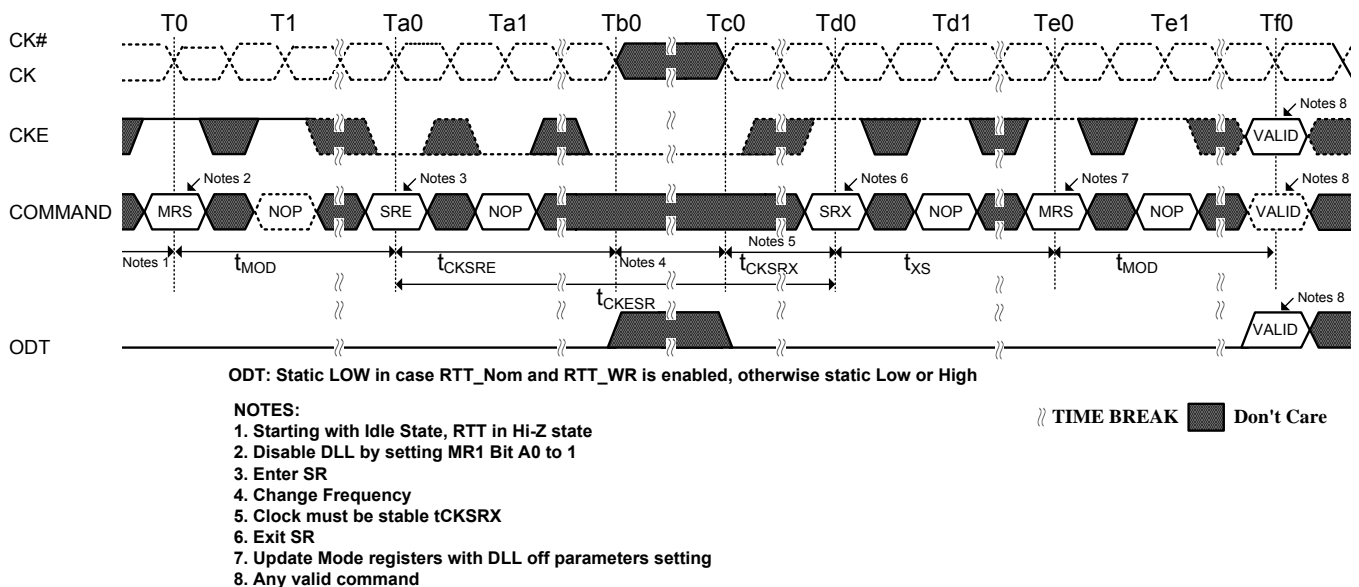 T0 T1 Ta0 Ta1 Tb0 Tc0 Td0 Td1 Te0 Te1 Tf0
CK#
CK
Notes 8
CKE
VALID
Notes 2 Notes 3 Notes 6 Notes 7 Notes 8
COMMAND MRS NOP SRE NOP SRX NOP MRS NOP VALID
Notes 1 tMOD tCKSRE Notes 4 Notes 5 tCKSRX tXS tMOD
tCKESR
Notes 8
VALID
ODT
ODT: Static LOW in case RTT_Nom and RTT_WR is enabled, otherwise static Low or High
NOTES:
1. Starting with Idle State, RTT in Hi-Z state
2. Disable DLL by setting MR1 Bit A0 to 1
3. Enter SR
4. Change Frequency
5. Clock must be stable tCKSRX
6. Exit SR
7. Update Mode registers with DLL off parameters setting
8. Any valid command
TIME BREAK Don't Care